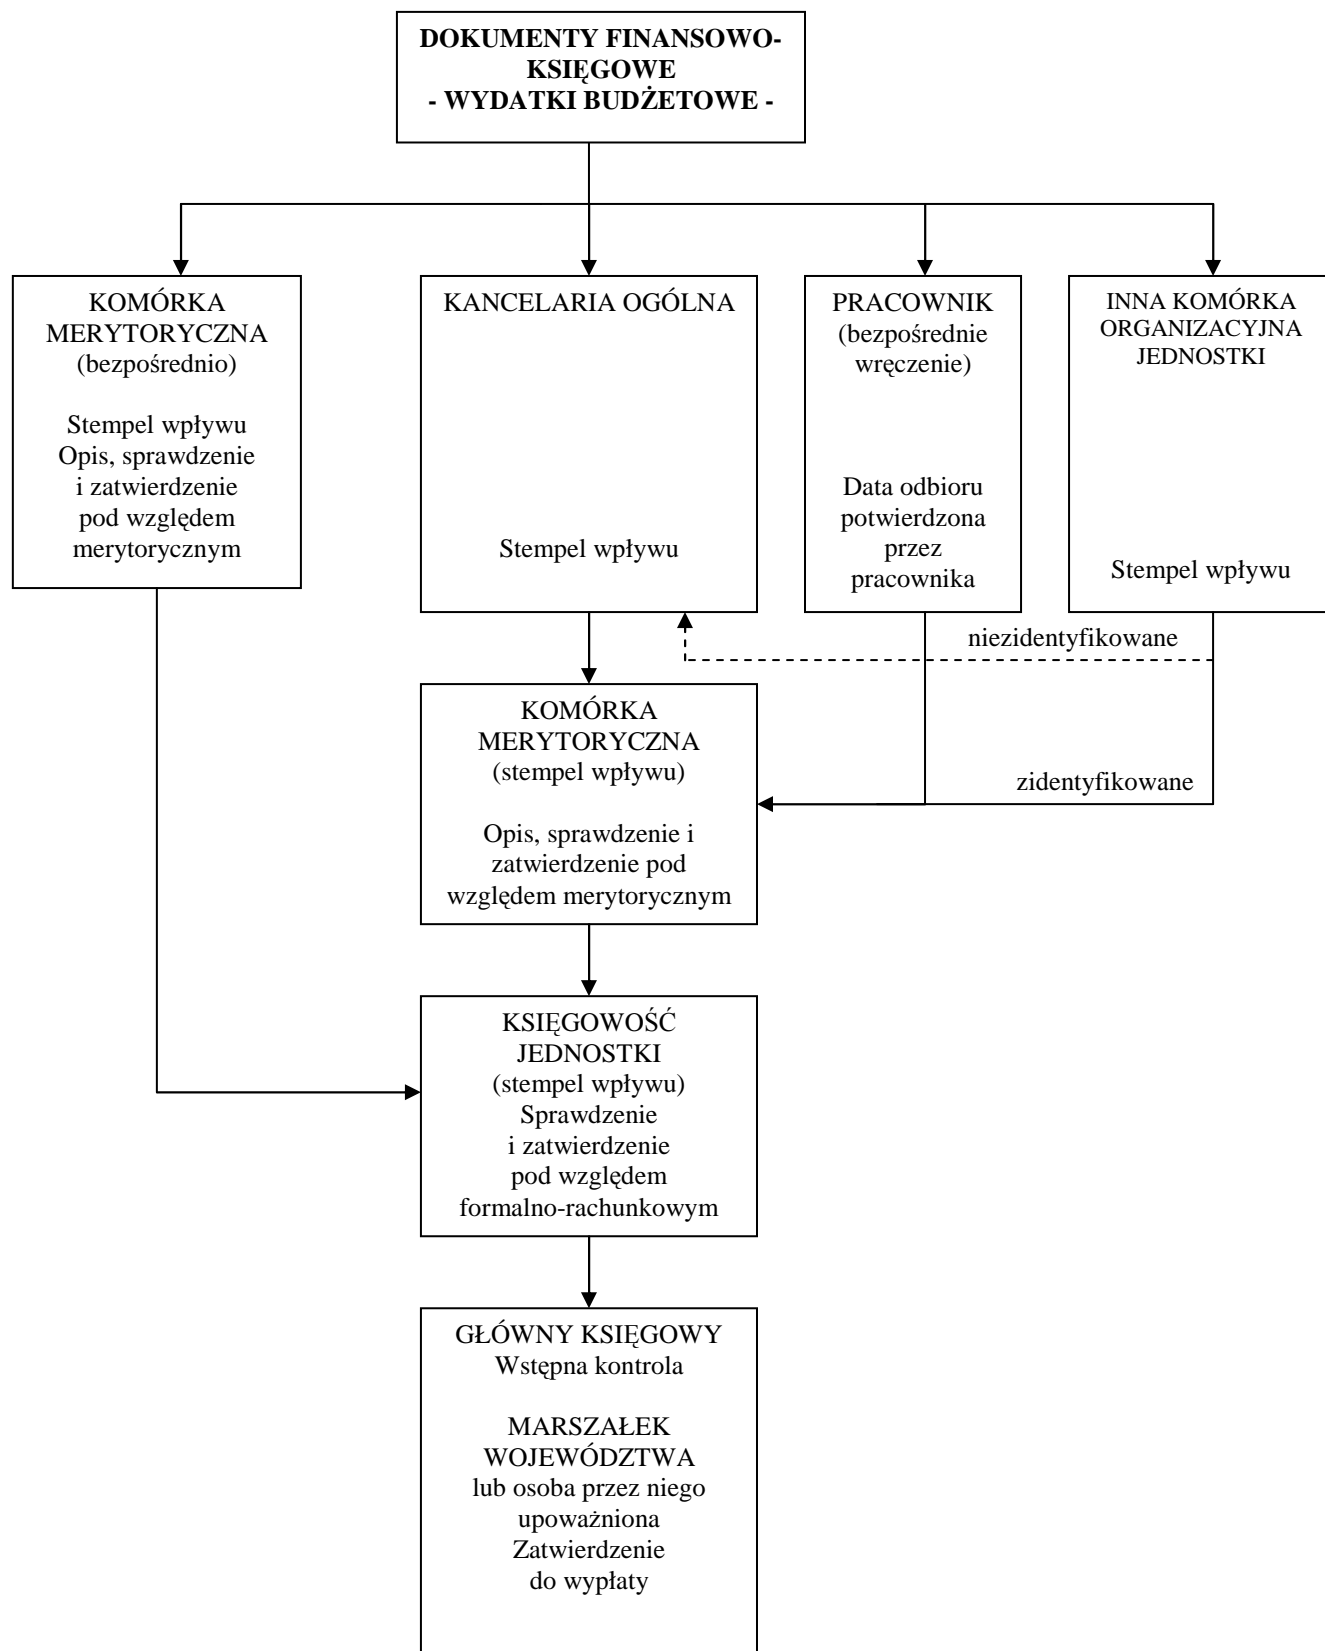 DOKUMENTY FINANSOWO-
KSIĘGOWE
- WYDATKI BUDŻETOWE -
KOMÓRKA
MERYTORYCZNA
(bezpośrednio)
Stempel wpływu
Opis, sprawdzenie
i zatwierdzenie
pod względem
merytorycznym
KANCELARIA OGÓLNA
Stempel wpływu
PRACOWNIK
(bezpośrednie
wręczenie)
Data odbioru
potwierdzona
przez
pracownika
INNA KOMÓRKA
ORGANIZACYJNA
JEDNOSTKI
Stempel wpływu
niezidentyfikowane
KOMÓRKA
MERYTORYCZNA
(stempel wpływu)
Opis, sprawdzenie i
zatwierdzenie pod
względem merytorycznym
zidentyfikowane
KSIĘGOWOŚĆ
JEDNOSTKI
(stempel wpływu)
Sprawdzenie
i zatwierdzenie
pod względem
formalno-rachunkowym
GŁÓWNY KSIĘGOWY
Wstępna kontrola
MARSZAŁEK
WOJEWÓDZTWA
lub osoba przez niego
upoważniona
Zatwierdzenie
do wypłaty